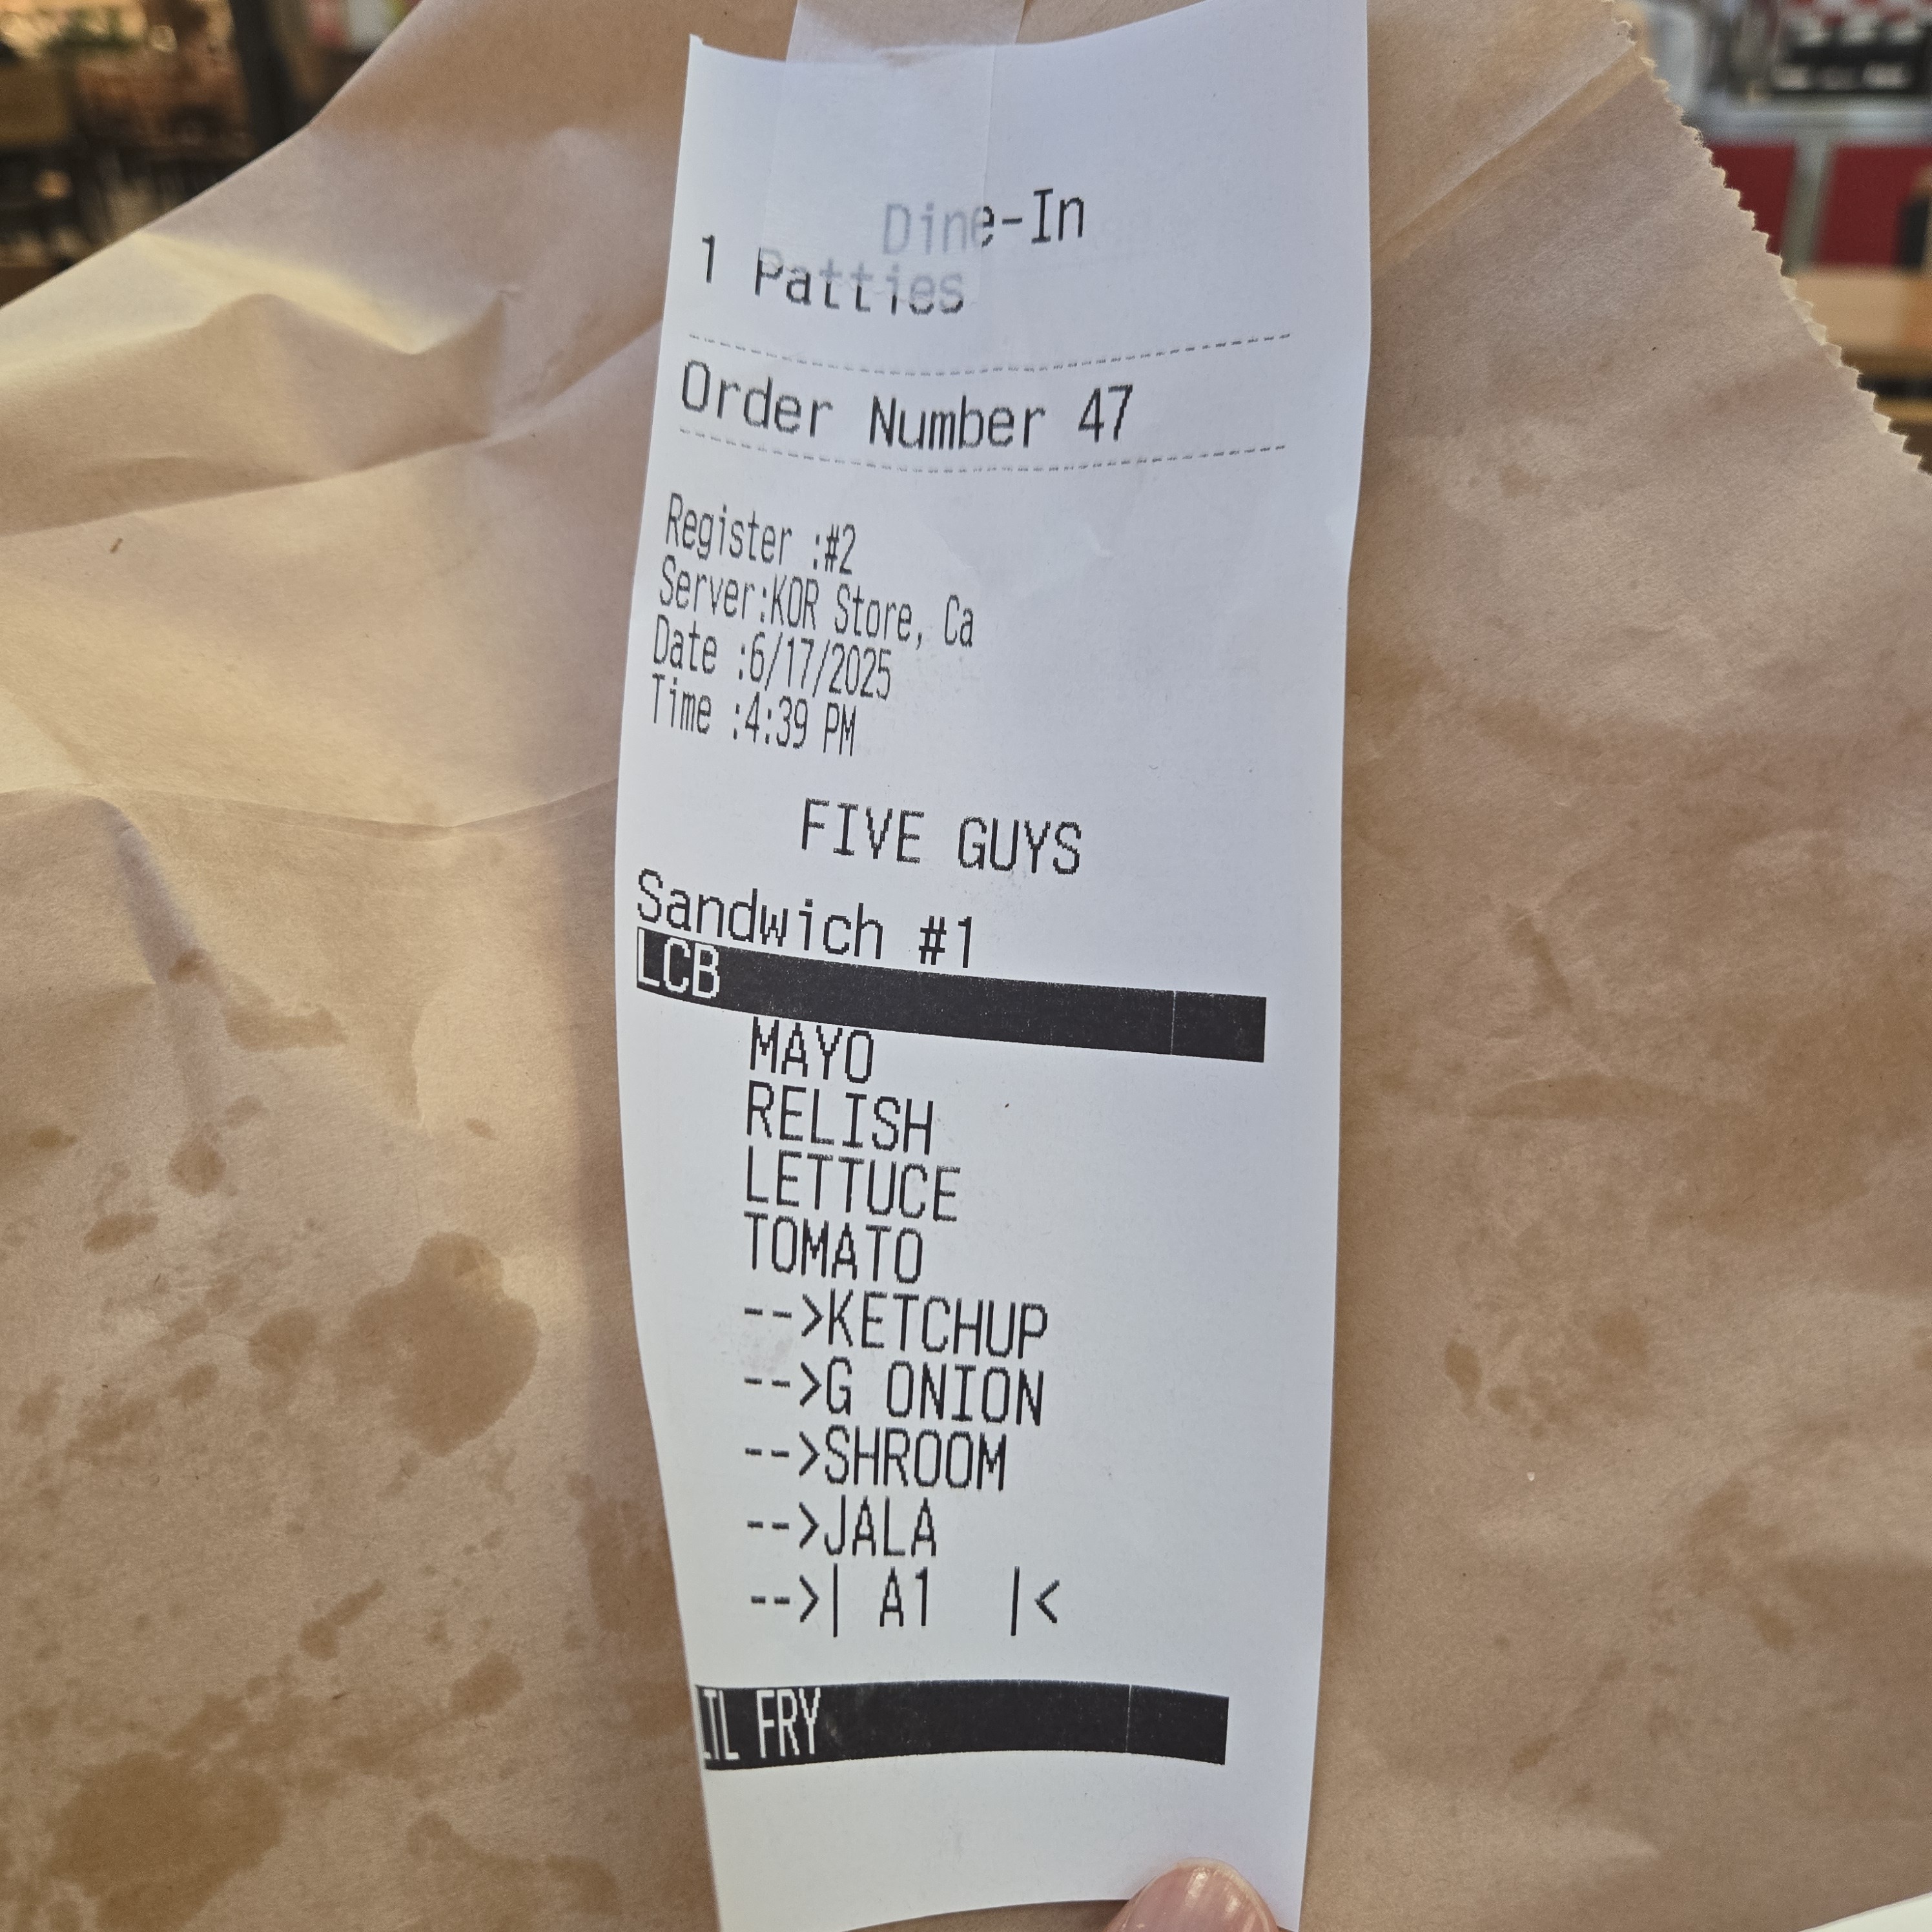 Dine-In
1 Patties
Order Number 47
Register :#2
Server:KOR Store, Ca
Date :6/17/2025
Time :4:39 PM
FIVE GUYS
Sandwich #1
LCB
MAYO
RELISH
LETTUCE
TOMATO
-->KETCHUP
-->G ONION
-->SHROOM
-->JALA
-->| A1 |<
LTL FRY